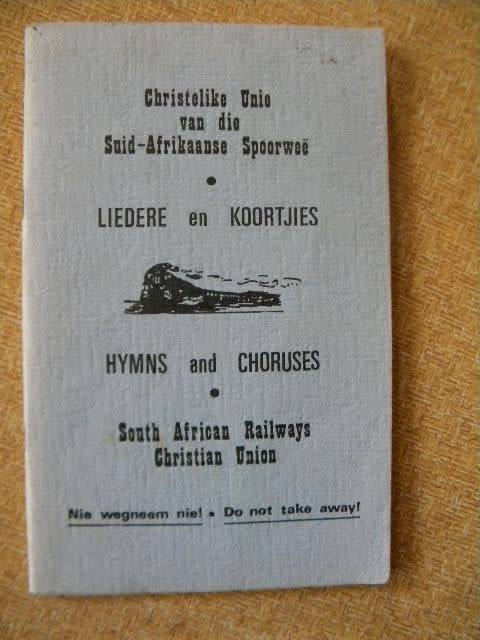 Christelike Unie
van die
Suid-Afrikaanse Spoorweë
•
LIEDERE en KOORTJIES
HYMNS and CHORUSES
•
South African Railways
Christian Union
Nie wegneem nie! • Do not take away!